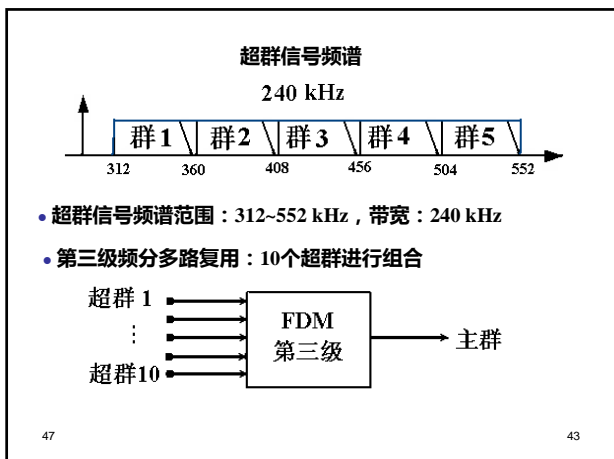 超群信号频谱
240 kHz
群1 群2 群3 群4 群5
312 360 408 456 504 552
• 超群信号频谱范围：312~552 kHz，带宽：240 kHz
• 第三级频分多路复用：10个超群进行组合
超群 1
⋮
超群10
FDM
第三级
主群
47 43